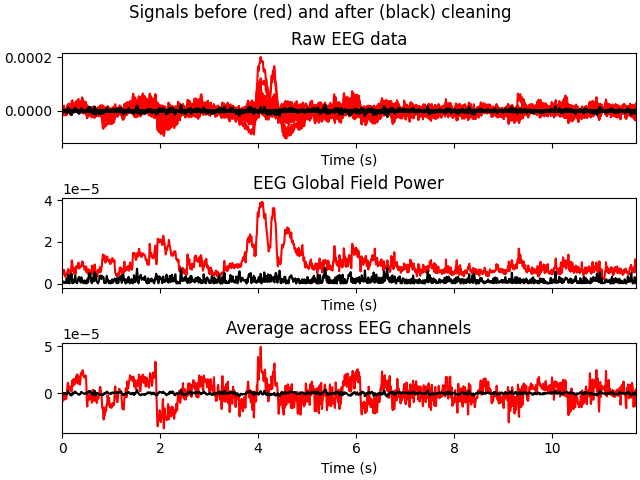 Signals before (red) and after (black) cleaning
Raw EEG data
0.0002
0.0000
Time (s)
EEG Global Field Power
1e−5
4
2
0
Time (s)
Average across EEG channels
1e−5
5
0
0 2 4 6 8 10
Time (s)